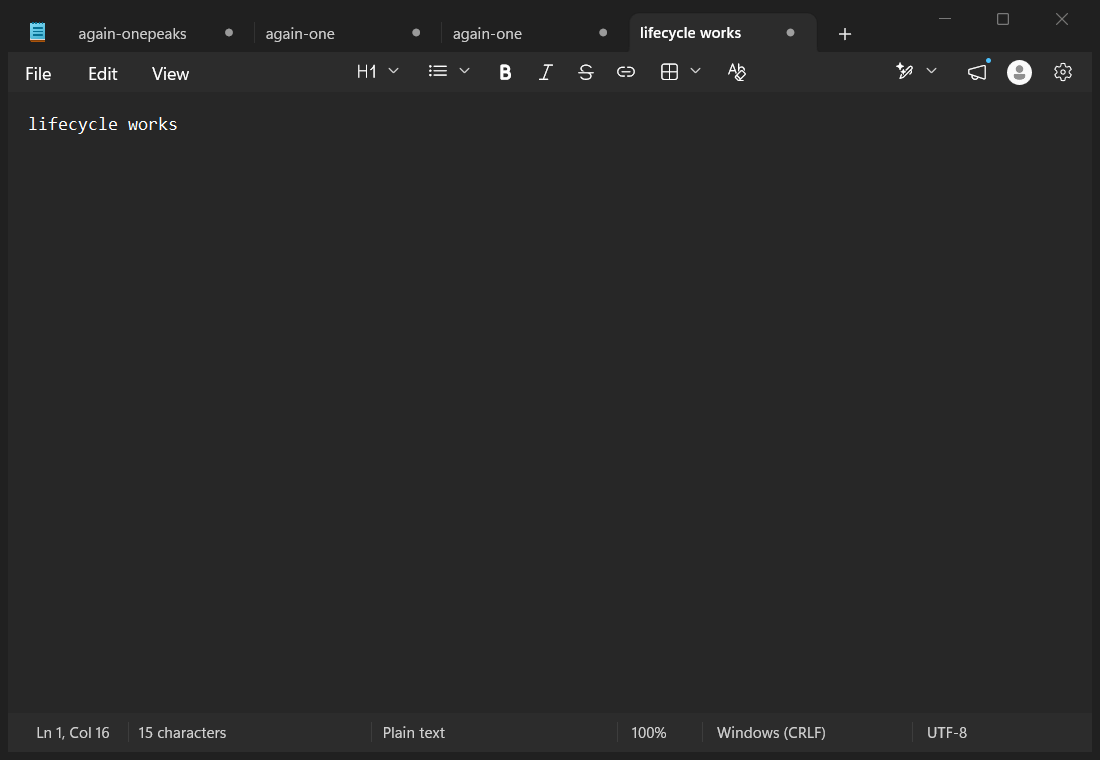 again-onepeaks again-one again-one lifecycle works
File Edit View H1
lifecycle works
Ln 1, Col 16 15 characters Plain text 100% Windows (CRLF) UTF-8